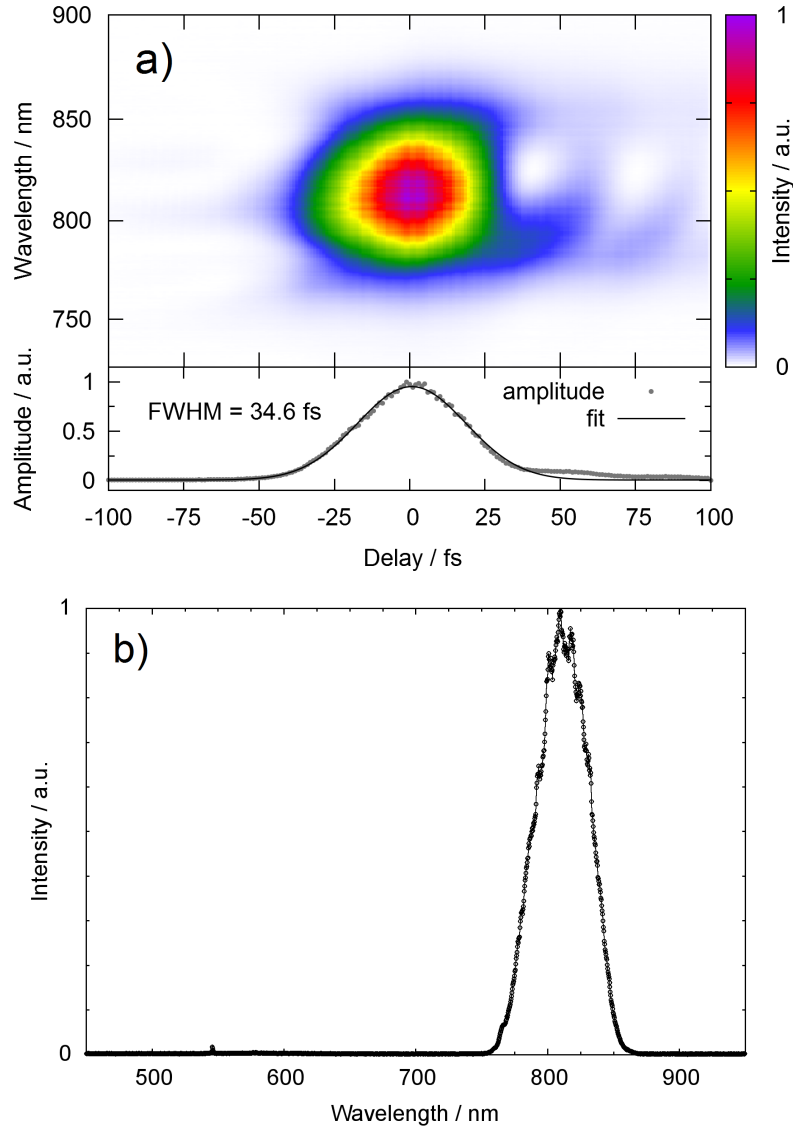 900
850
800
750
Wavelength / nm
a)
1
0
Intensity / a.u.
1
0.5
0
Amplitude / a.u.
FWHM = 34.6 fs
amplitude
fit
-100 -75 -50 -25 0 25 50 75 100
Delay / fs
1
0
Intensity / a.u.
b)
500 600 700 800 900
Wavelength / nm